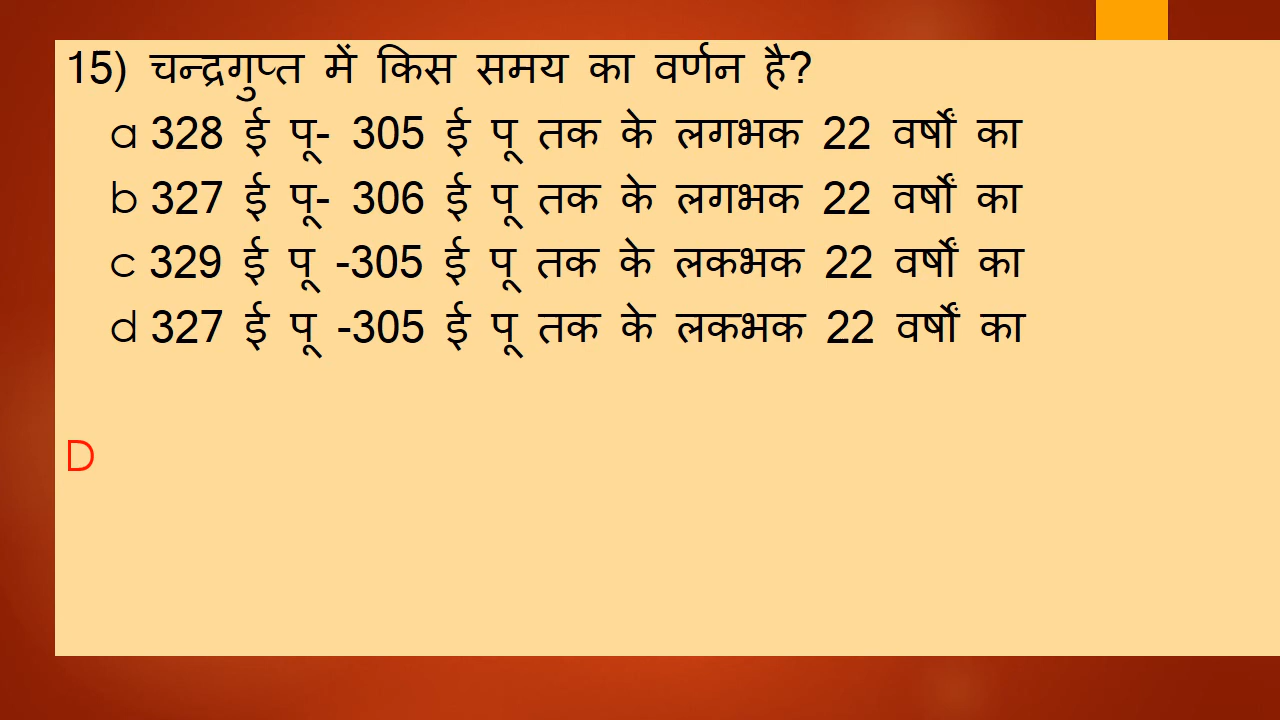 15) चन्द्रगुप्त में किस समय का वर्णन है?
a 328 ई पू- 305 ई पू तक के लगभक 22 वर्षों का
b 327 ई पू- 306 ई पू तक के लगभक 22 वर्षों का
c 329 ई पू -305 ई पू तक के लकभक 22 वर्षों का
d 327 ई पू -305 ई पू तक के लकभक 22 वर्षों का
D